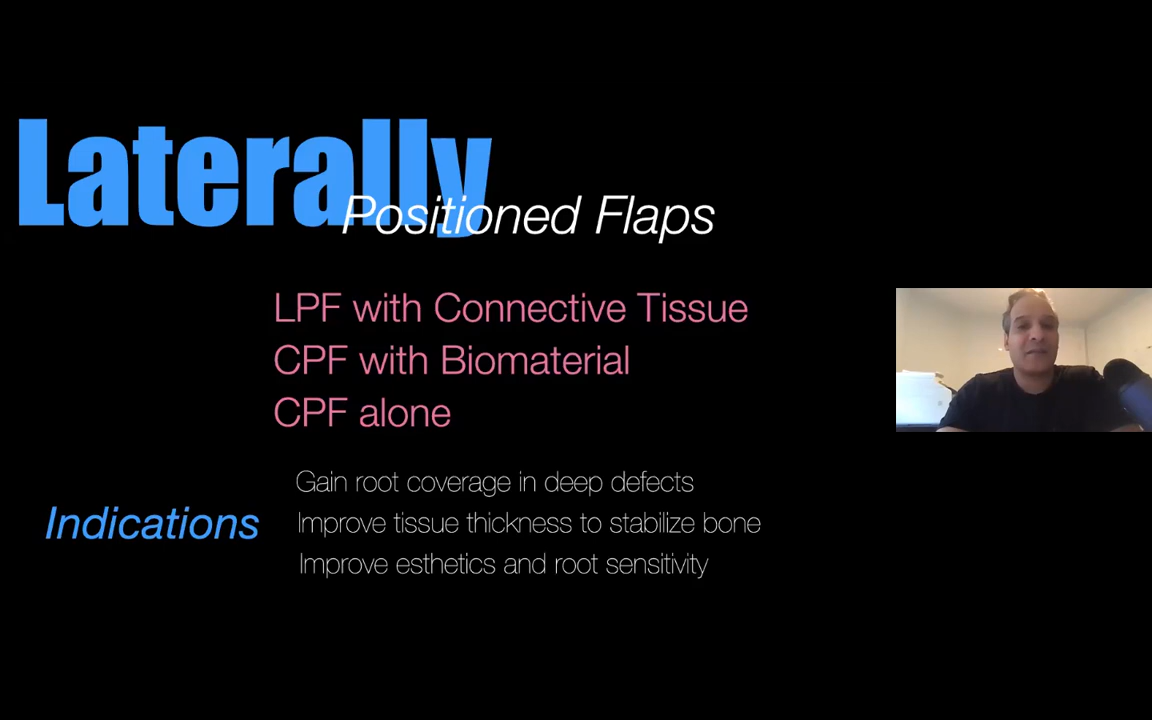 Laterally
Positioned Flaps
LPF with Connective Tissue
CPF with Biomaterial
CPF alone
Indications
Gain root coverage in deep defects
Improve tissue thickness to stabilize bone
Improve esthetics and root sensitivity